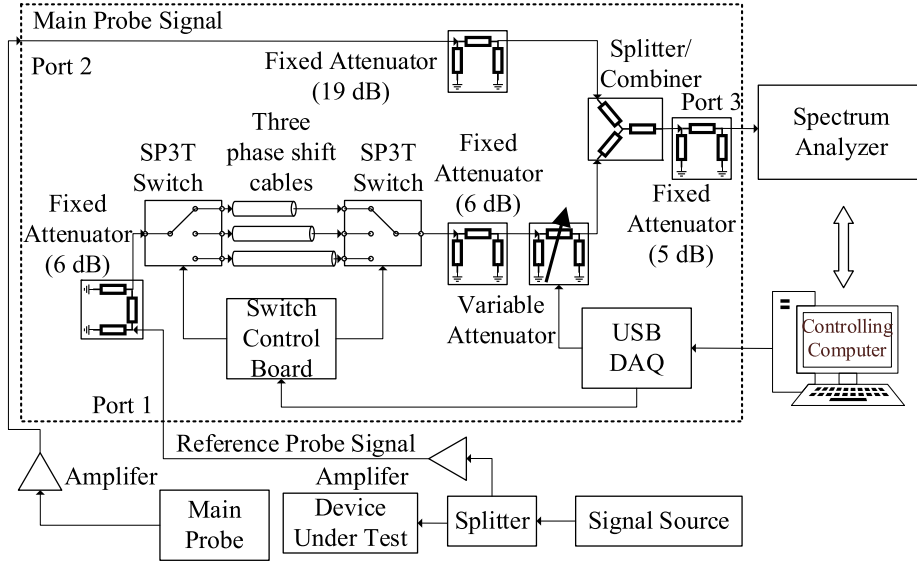 Main Probe Signal
Port 2
Fixed Attenuator
(19 dB)
Splitter/
Combiner
Port 3
Spectrum
Analyzer
Three
phase shift
cables
SP3T
Switch
SP3T
Switch
Fixed
Attenuator
(6 dB)
Fixed
Attenuator
(6 dB)
Fixed
Attenuator
(5 dB)
Variable
Attenuator
Switch
Control
Board
USB
DAQ
Controlling
Computer
Port 1
Reference Probe Signal
Amplifer
Amplifer
Main
Probe
Device
Under Test
Splitter
Signal Source